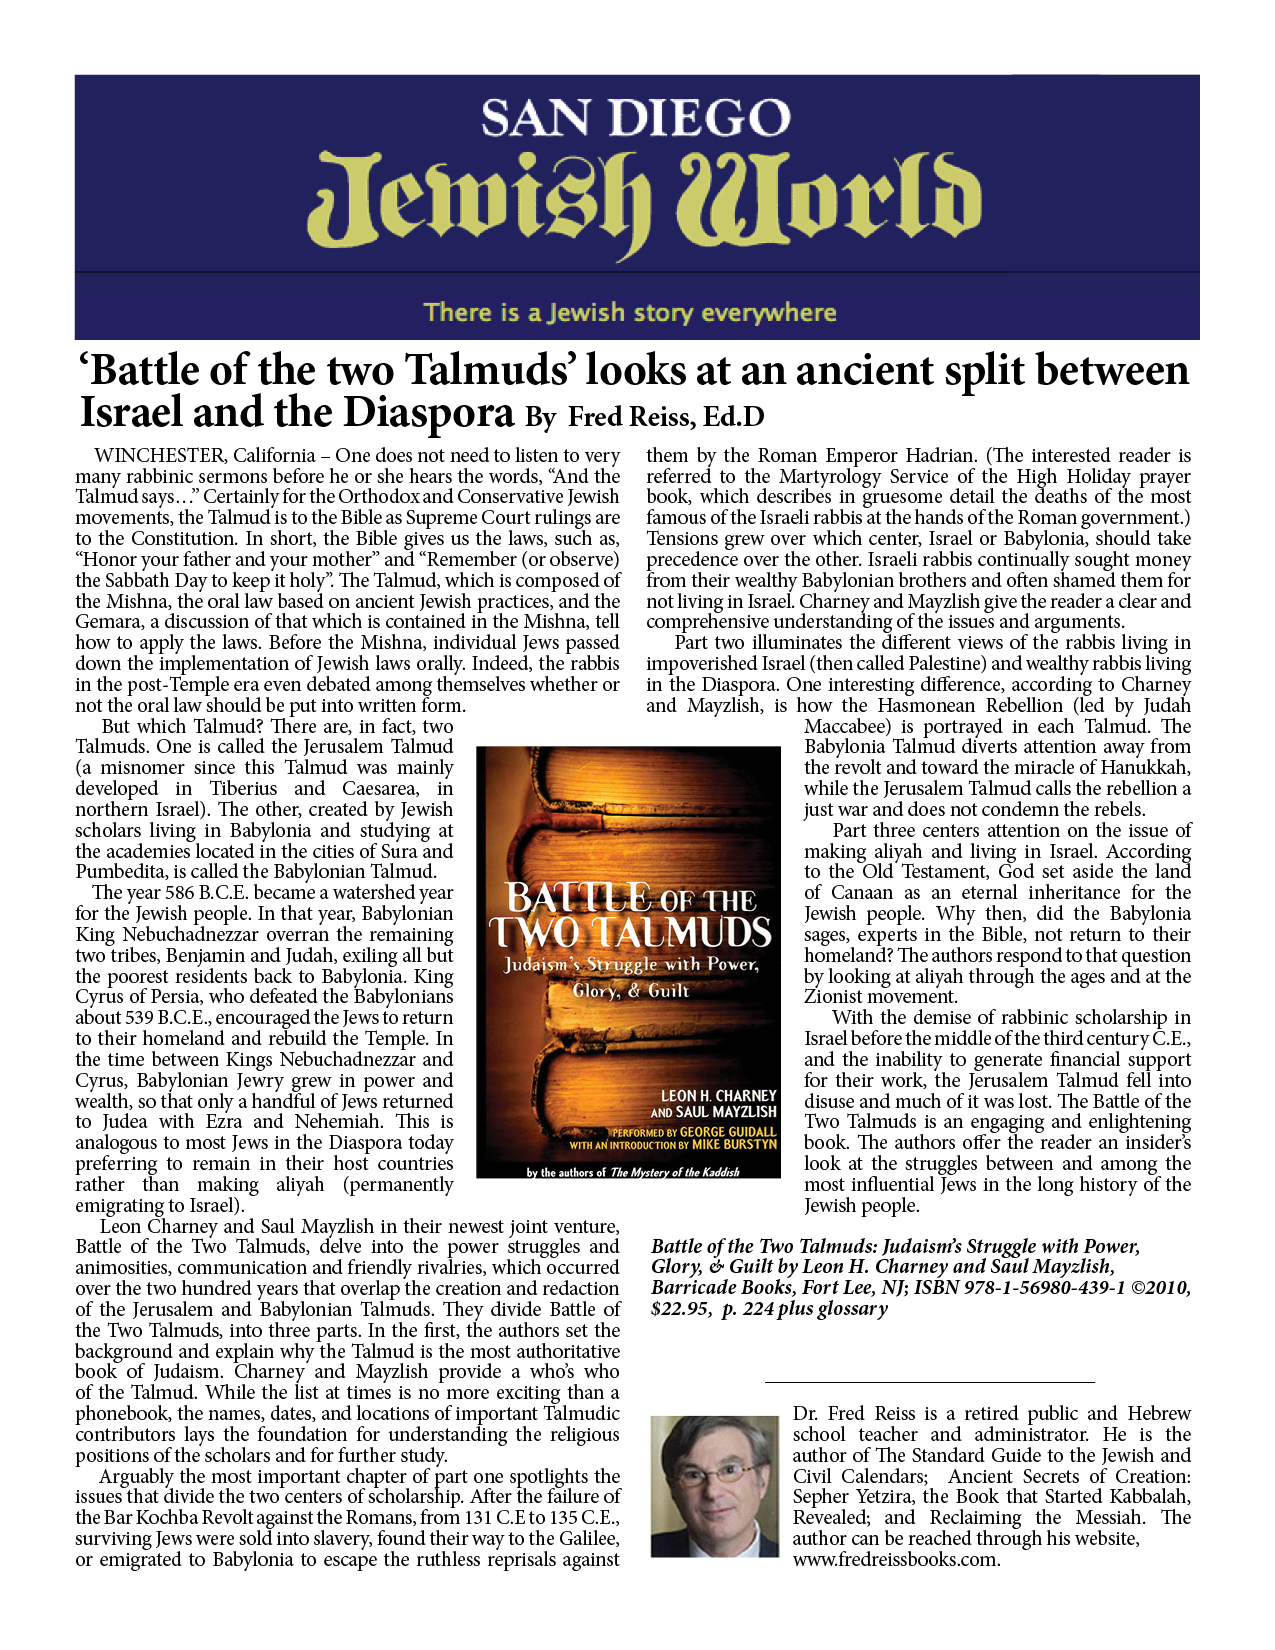 SAN DIEGO
Jewish World
There is a Jewish story everywhere
‘Battle of the two Talmuds’ looks at an ancient split between
Israel and the Diaspora By Fred Reiss, Ed.D
WINCHESTER, California – One does not need to listen to very
many rabbinic sermons before he or she hears the words, “And the
Talmud says…” Certainly for the Orthodox and Conservative Jewish
movements, the Talmud is to the Bible as Supreme Court rulings are
to the Constitution. In short, the Bible gives us the laws, such as,
“Honor your father and your mother” and “Remember (or observe)
the Sabbath Day to keep it holy”. The Talmud, which is composed of
the Mishna, the oral law based on ancient Jewish practices, and the
Gemara, a discussion of that which is contained in the Mishna, tell
how to apply the laws. Before the Mishna, individual Jews passed
down the implementation of Jewish laws orally. Indeed, the rabbis
in the post-Temple era even debated among themselves whether or
not the oral law should be put into written form.
But which Talmud? There are, in fact, two
Talmuds. One is called the Jerusalem Talmud
(a misnomer since this Talmud was mainly
developed in Tiberius and Caesarea, in
northern Israel). The other, created by Jewish
scholars living in Babylonia and studying at
the academies located in the cities of Sura and
Pumbedita, is called the Babylonian Talmud.
The year 586 B.C.E. became a watershed year
for the Jewish people. In that year, Babylonian
King Nebuchadnezzar overran the remaining
two tribes, Benjamin and Judah, exiling all but
the poorest residents back to Babylonia. King
Cyrus of Persia, who defeated the Babylonians
about 539 B.C.E., encouraged the Jews to return
to their homeland and rebuild the Temple. In
the time between Kings Nebuchadnezzar and
Cyrus, Babylonian Jewry grew in power and
wealth, so that only a handful of Jews returned
to Judea with Ezra and Nehemiah. This is
analogous to most Jews in the Diaspora today
preferring to remain in their host countries
rather than making aliyah (permanently
emigrating to Israel).
Leon Charney and Saul Mayzlish in their newest joint venture,
Battle of the Two Talmuds, delve into the power struggles and
animosities, communication and friendly rivalries, which occurred
over the two hundred years that overlap the creation and redaction
of the Jerusalem and Babylonian Talmuds. They divide Battle of
the Two Talmuds, into three parts. In the first, the authors set the
background and explain why the Talmud is the most authoritative
book of Judaism. Charney and Mayzlish provide a who’s who
of the Talmud. While the list at times is no more exciting than a
phonebook, the names, dates, and locations of important Talmudic
contributors lays the foundation for understanding the religious
positions of the scholars and for further study.
Arguably the most important chapter of part one spotlights the
issues that divide the two centers of scholarship. After the failure of
the Bar Kochba Revolt against the Romans, from 131 C.E to 135 C.E.,
surviving Jews were sold into slavery, found their way to the Galilee,
or emigrated to Babylonia to escape the ruthless reprisals against
them by the Roman Emperor Hadrian. (The interested reader is
referred to the Martyrology Service of the High Holiday prayer
book, which describes in gruesome detail the deaths of the most
famous of the Israeli rabbis at the hands of the Roman government.)
Tensions grew over which center, Israel or Babylonia, should take
precedence over the other. Israeli rabbis continually sought money
from their wealthy Babylonian brothers and often shamed them for
not living in Israel. Charney and Mayzlish give the reader a clear and
comprehensive understanding of the issues and arguments.
Part two illuminates the different views of the rabbis living in
impoverished Israel (then called Palestine) and wealthy rabbis living
in the Diaspora. One interesting difference, according to Charney
and Mayzlish, is how the Hasmonean Rebellion (led by Judah
Maccabee) is portrayed in each Talmud. The
Babylonia Talmud diverts attention away from
the revolt and toward the miracle of Hanukkah,
while the Jerusalem Talmud calls the rebellion a
just war and does not condemn the rebels.
Part three centers attention on the issue of
making aliyah and living in Israel. According
to the Old Testament, God set aside the land
of Canaan as an eternal inheritance for the
Jewish people. Why then, did the Babylonia
sages, experts in the Bible, not return to their
homeland? The authors respond to that question
by looking at aliyah through the ages and at the
Zionist movement.
With the demise of rabbinic scholarship in
Israel before the middle of the third century C.E.,
and the inability to generate financial support
for their work, the Jerusalem Talmud fell into
disuse and much of it was lost. The Battle of the
Two Talmuds is an engaging and enlightening
book. The authors offer the reader an insider’s
look at the struggles between and among the
most influential Jews in the long history of the
Jewish people.
BATTLE OF THE
TWO TALMUDS
Judaism’s Struggle with Power,
Glory, & Guilt
LEON H. CHARNEY
AND SAUL MAYZLISH
PERFORMED BY GEORGE GUIDALL
WITH AN INTRODUCTION BY MIKE BURSTYN
by the authors of The Mystery of the Kaddish
Battle of the Two Talmuds: Judaism’s Struggle with Power,
Glory, & Guilt by Leon H. Charney and Saul Mayzlish,
Barricade Books, Fort Lee, NJ; ISBN 978-1-56980-439-1 ©2010,
$22.95, p. 224 plus glossary
Dr. Fred Reiss is a retired public and Hebrew
school teacher and administrator. He is the
author of The Standard Guide to the Jewish and
Civil Calendars; Ancient Secrets of Creation:
Sepher Yetzira, the Book that Started Kabbalah,
Revealed; and Reclaiming the Messiah. The
author can be reached through his website,
www.fredreissbooks.com.